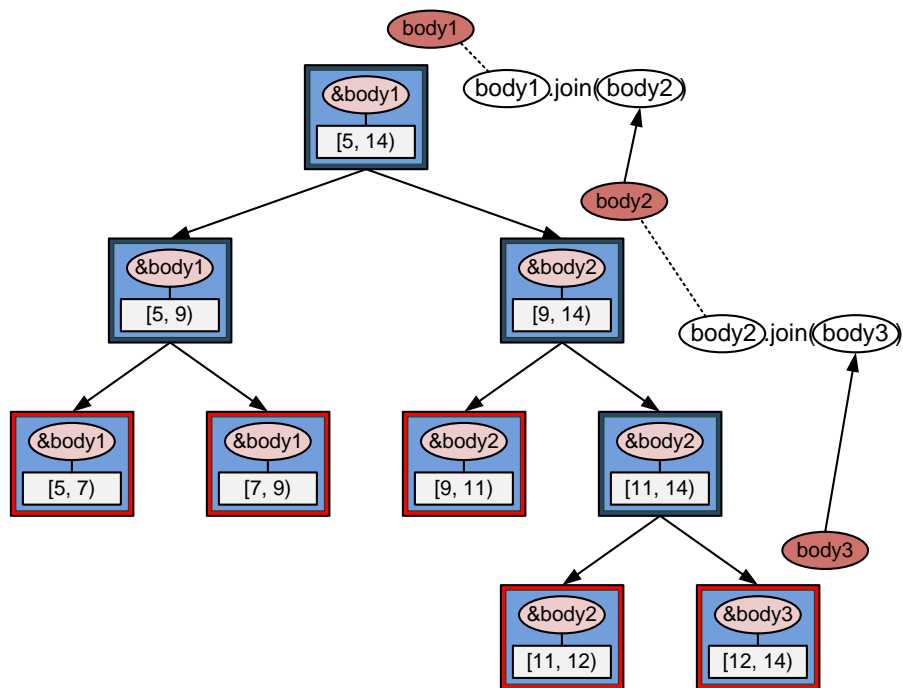 body1
body1.join(body2)
&body1
[5, 14)
body2
&body1
[5, 9)
&body2
[9, 14)
body2.join(body3)
&body1
[5, 7)
&body1
[7, 9)
&body2
[9, 11)
&body2
[11, 14)
body3
&body2
[11, 12)
&body3
[12, 14)